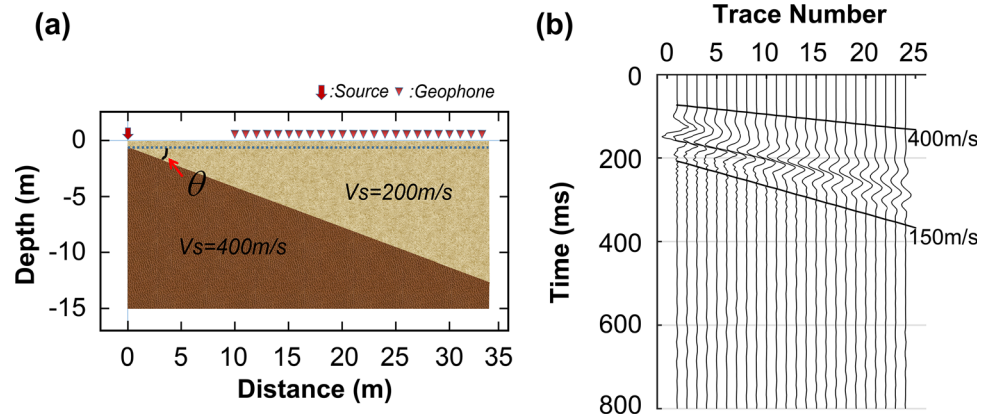 (a)
:Source :Geophone
0
-5
-10
-15
Depth (m)
θ
Vs=200m/s
Vs=400m/s
0 5 10 15 20 25 30 35
Distance (m)
(b)
Trace Number
0 5 10 15 20 25
0
200
400
600
800
Time (ms)
400m/s
150m/s